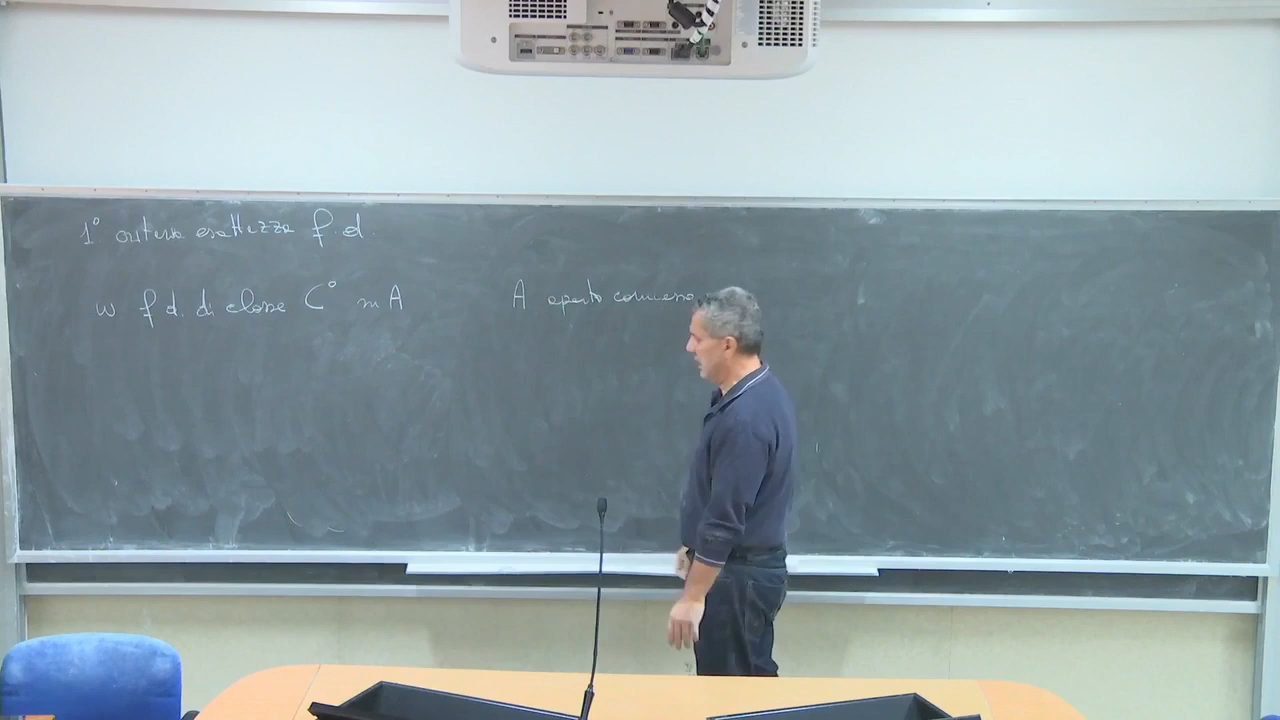 1° criterio esattezza f.d.
ω f.d. di classe C° in A A aperto connesso